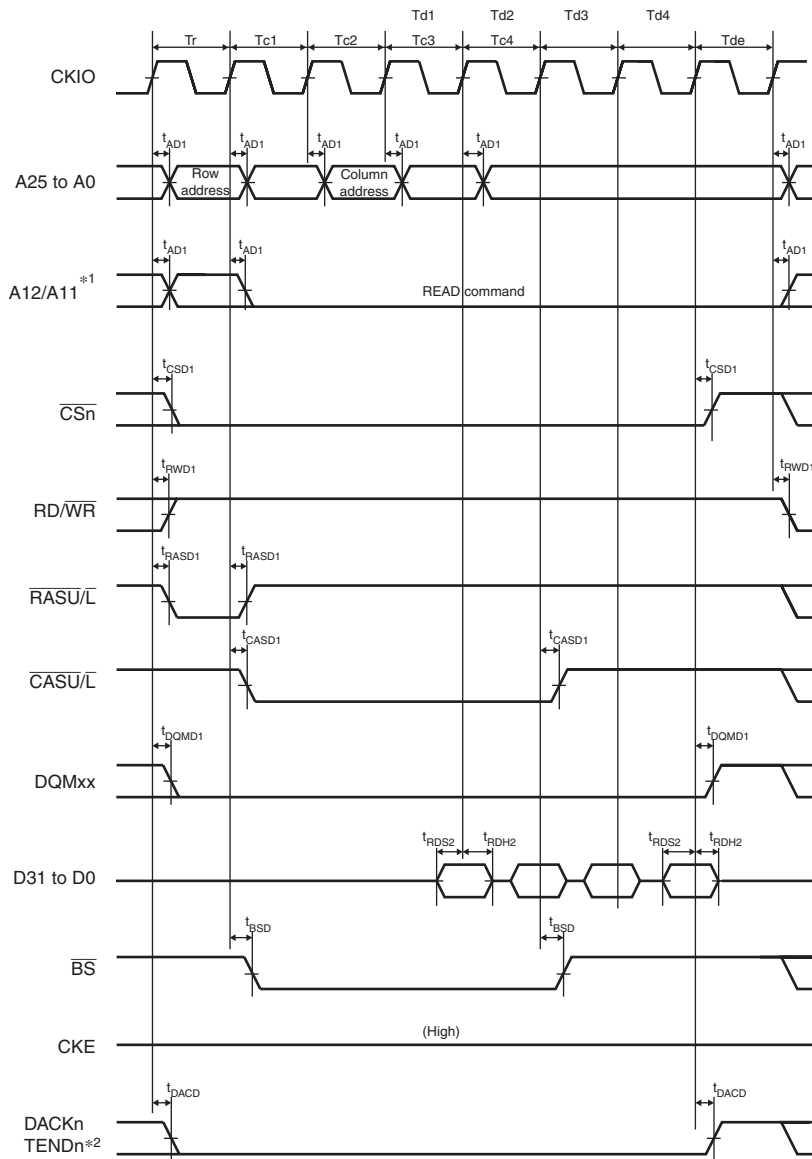 Td1 Td2 Td3 Td4
Tr Tc1 Tc2 Tc3 Tc4 Tde
CKIO
tAD1 tAD1 tAD1 tAD1 tAD1 tAD1
A25 to A0
Row address
Column address
tAD1 tAD1 tAD1
A12/A11*1
READ command
tCSD1 tCSD1
CSn
tRWD1 tRWD1
RD/WR
tRASD1 tRASD1
RASU/L
tCASD1 tCASD1
CASU/L
tDQMD1 tDQMD1
DQMxx
tRDS2 tRDH2 tRDS2 tRDH2
D31 to D0
tBSD tBSD
BS
(High)
CKE
tDACD tDACD
DACKn
TENDn*2